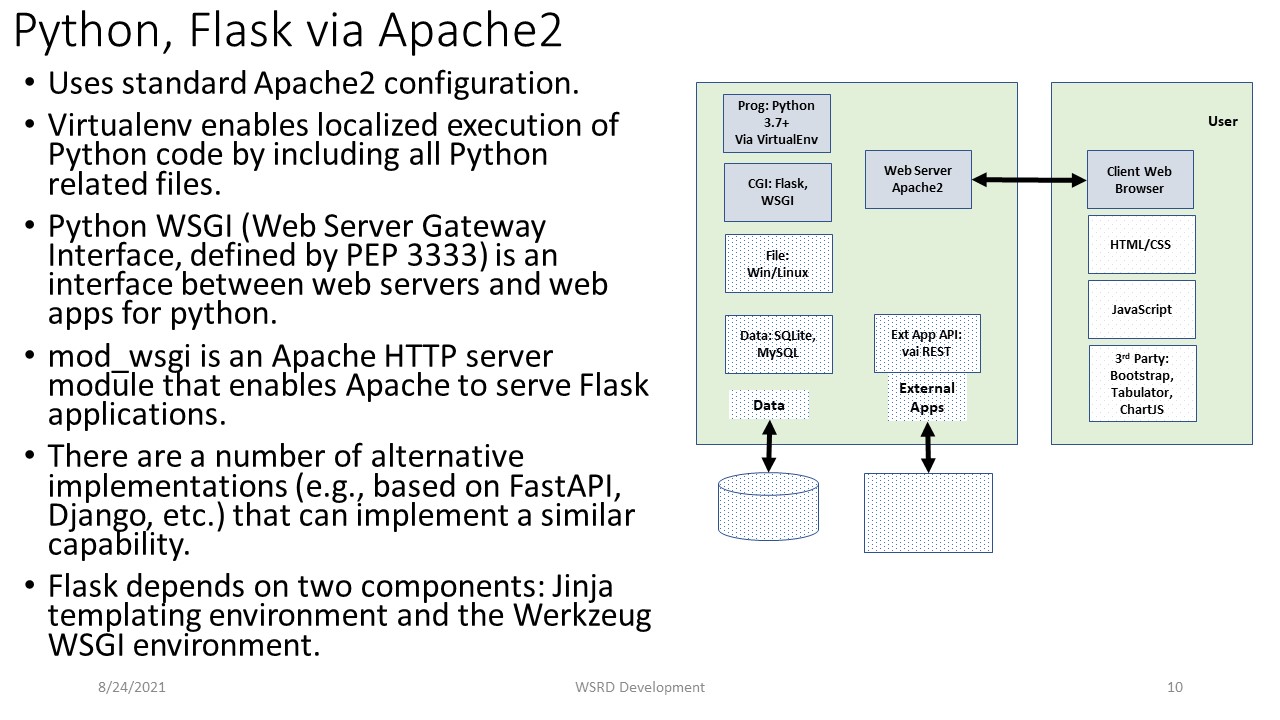 Python, Flask via Apache2
• Uses standard Apache2 configuration.
• Virtualenv enables localized execution of
Python code by including all Python
related files.
• Python WSGI (Web Server Gateway
Interface, defined by PEP 3333) is an
interface between web servers and web
apps for python.
• mod_wsgi is an Apache HTTP server
module that enables Apache to serve Flask
applications.
• There are a number of alternative
implementations (e.g., based on FastAPI,
Django, etc.) that can implement a similar
capability.
• Flask depends on two components: Jinja
templating environment and the Werkzeug
WSGI environment.
Prog: Python
3.7+
Via VirtualEnv
CGI: Flask,
WSGI
File:
Win/Linux
Data: SQLite,
MySQL
Data
Web Server
Apache2
Ext App API:
vai REST
External
Apps
User
Client Web
Browser
HTML/CSS
JavaScript
3rd Party:
Bootstrap,
Tabulator,
ChartJS
8/24/2021
WSRD Development
10